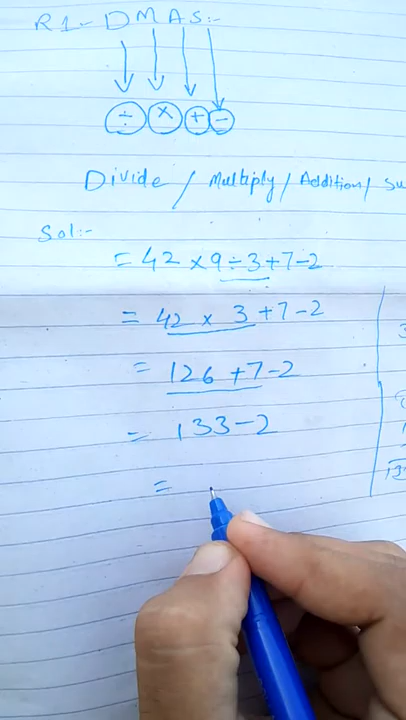 R1- DMAS:-
÷ × + -
Divide / Multiply / Addition /
Sol:-
= 42 × 9 ÷ 3 + 7 - 2
= 42 × 3 + 7 - 2
= 126 + 7 - 2
= 133 - 2
=